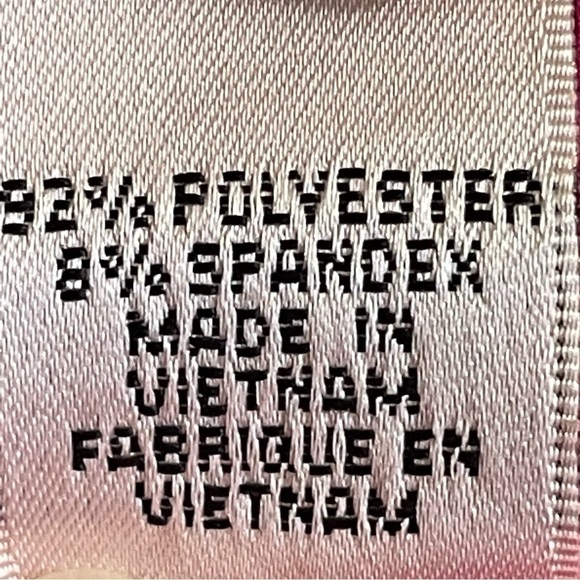 92% POLYESTER
8% SPANDEX
MADE IN
VIETNAM
FABRIQUE EN
VIETNAM